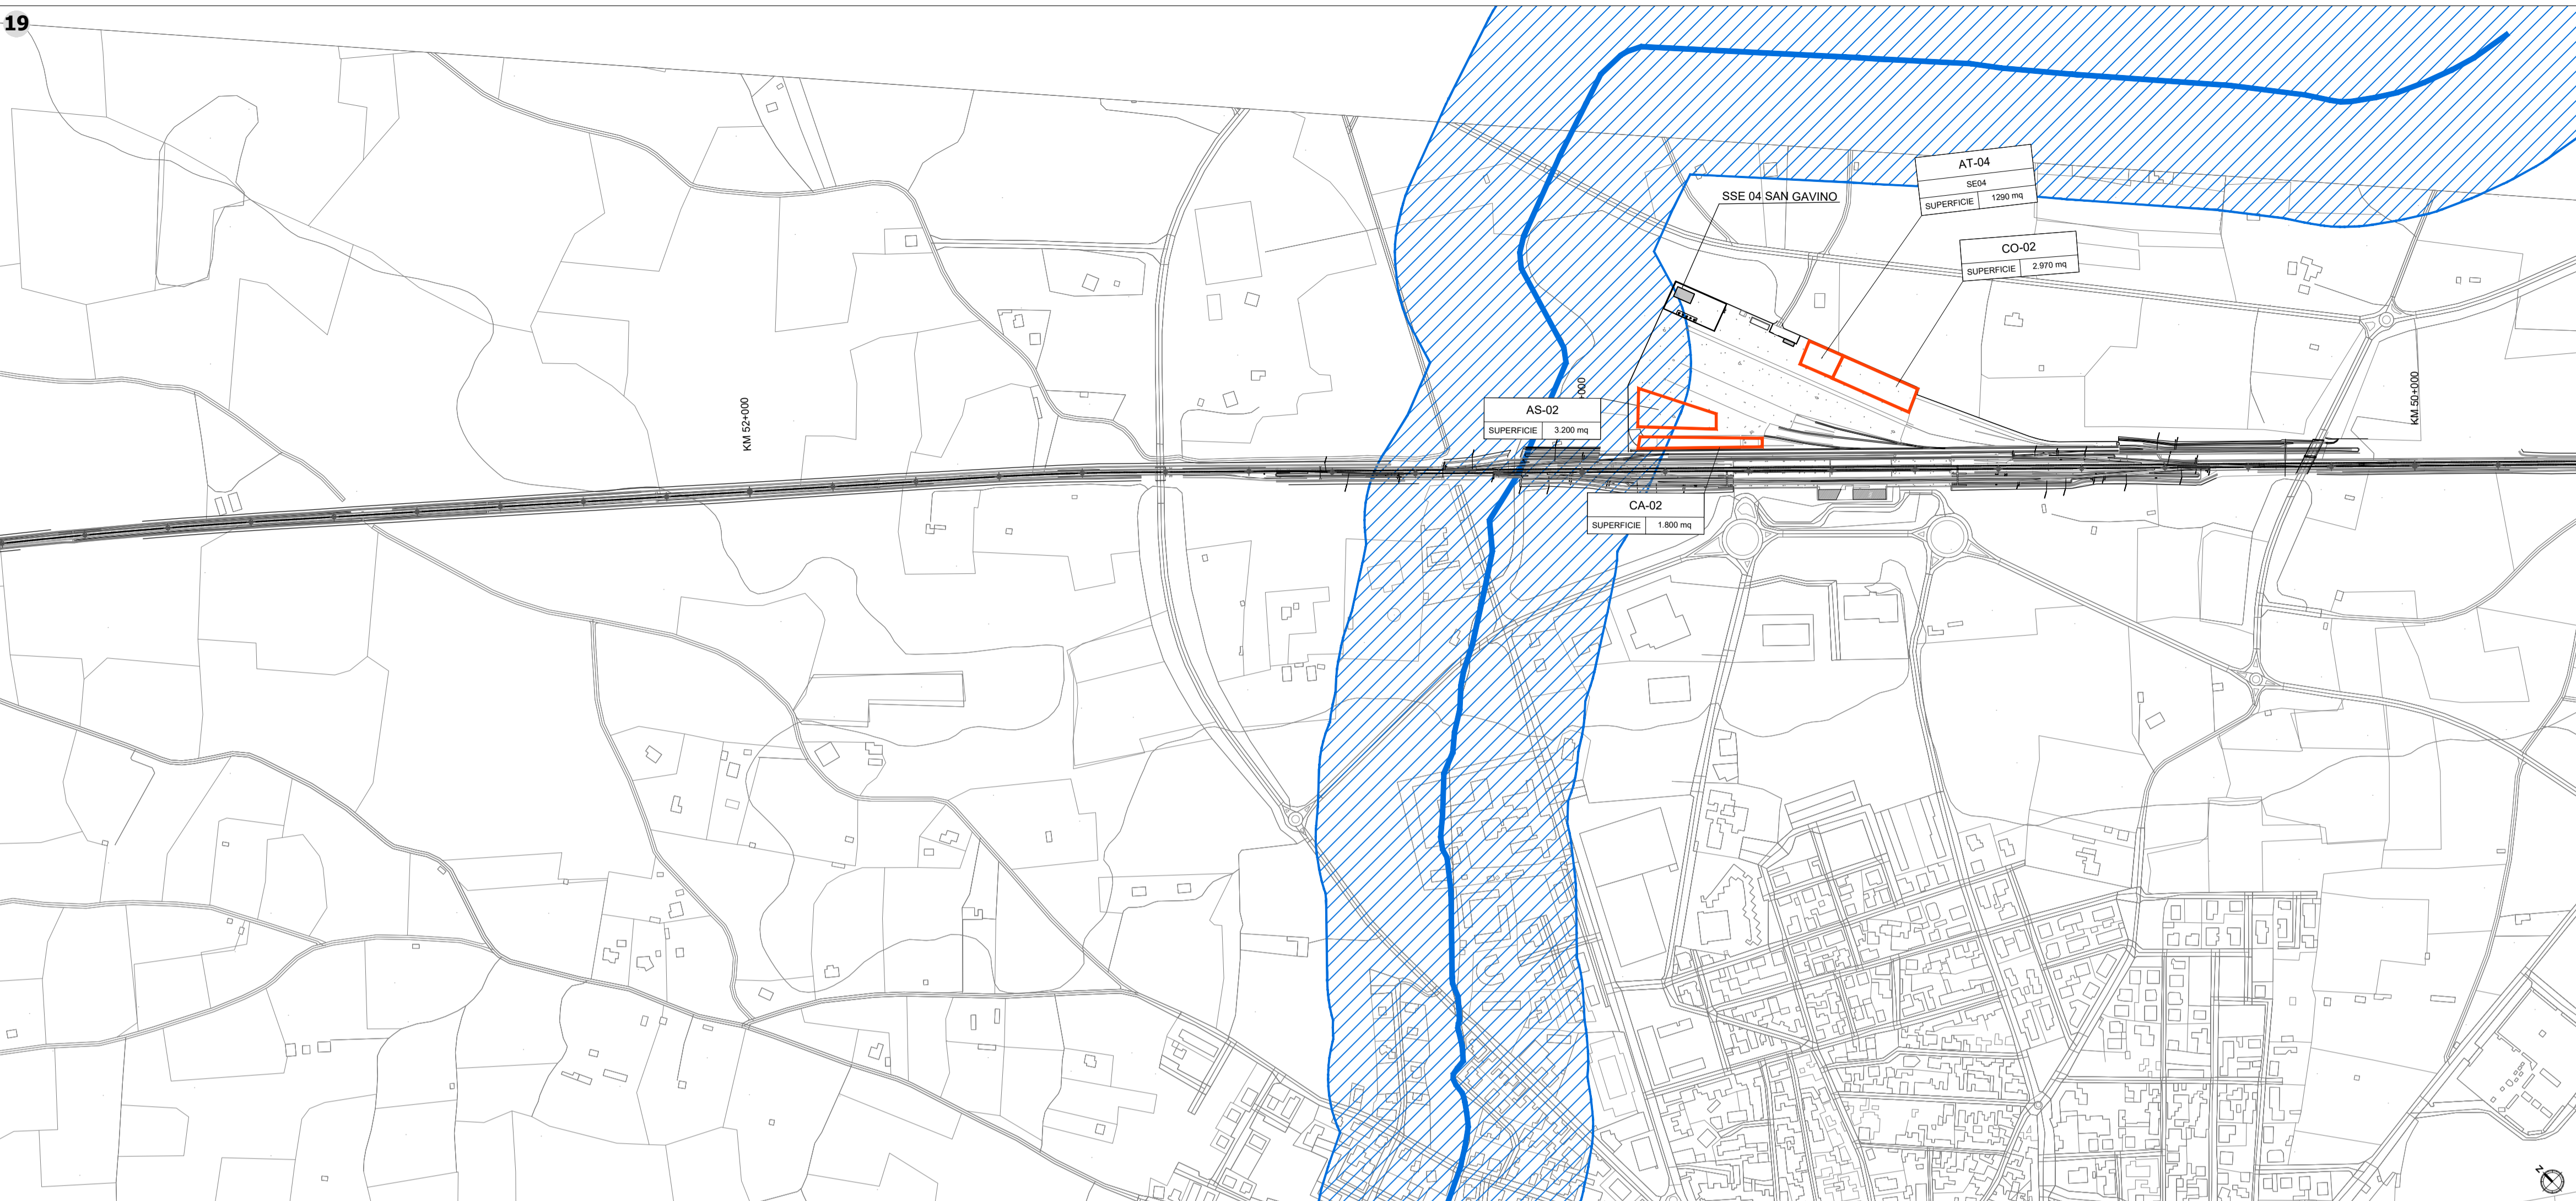 19
SSE 04 SAN GAVINO
AT-04
SE04
SUPERFICIE 1290 mq
CO-02
SUPERFICIE 2.970 mq
KM 52+000
+000
KM 50+000
AS-02
SUPERFICIE 3.200 mq
CA-02
SUPERFICIE 1.800 mq
N